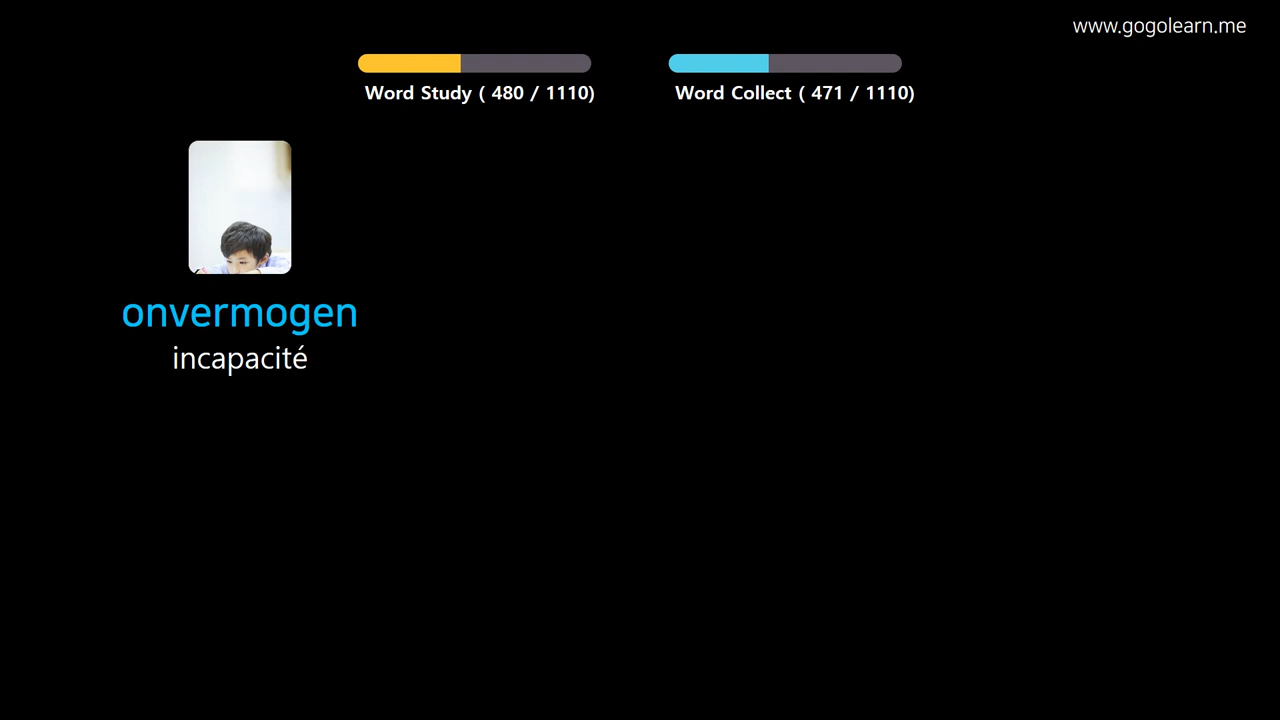 www.gogolearn.me
Word Study ( 480 / 1110)
Word Collect ( 471 / 1110)
onvermogen
incapacité